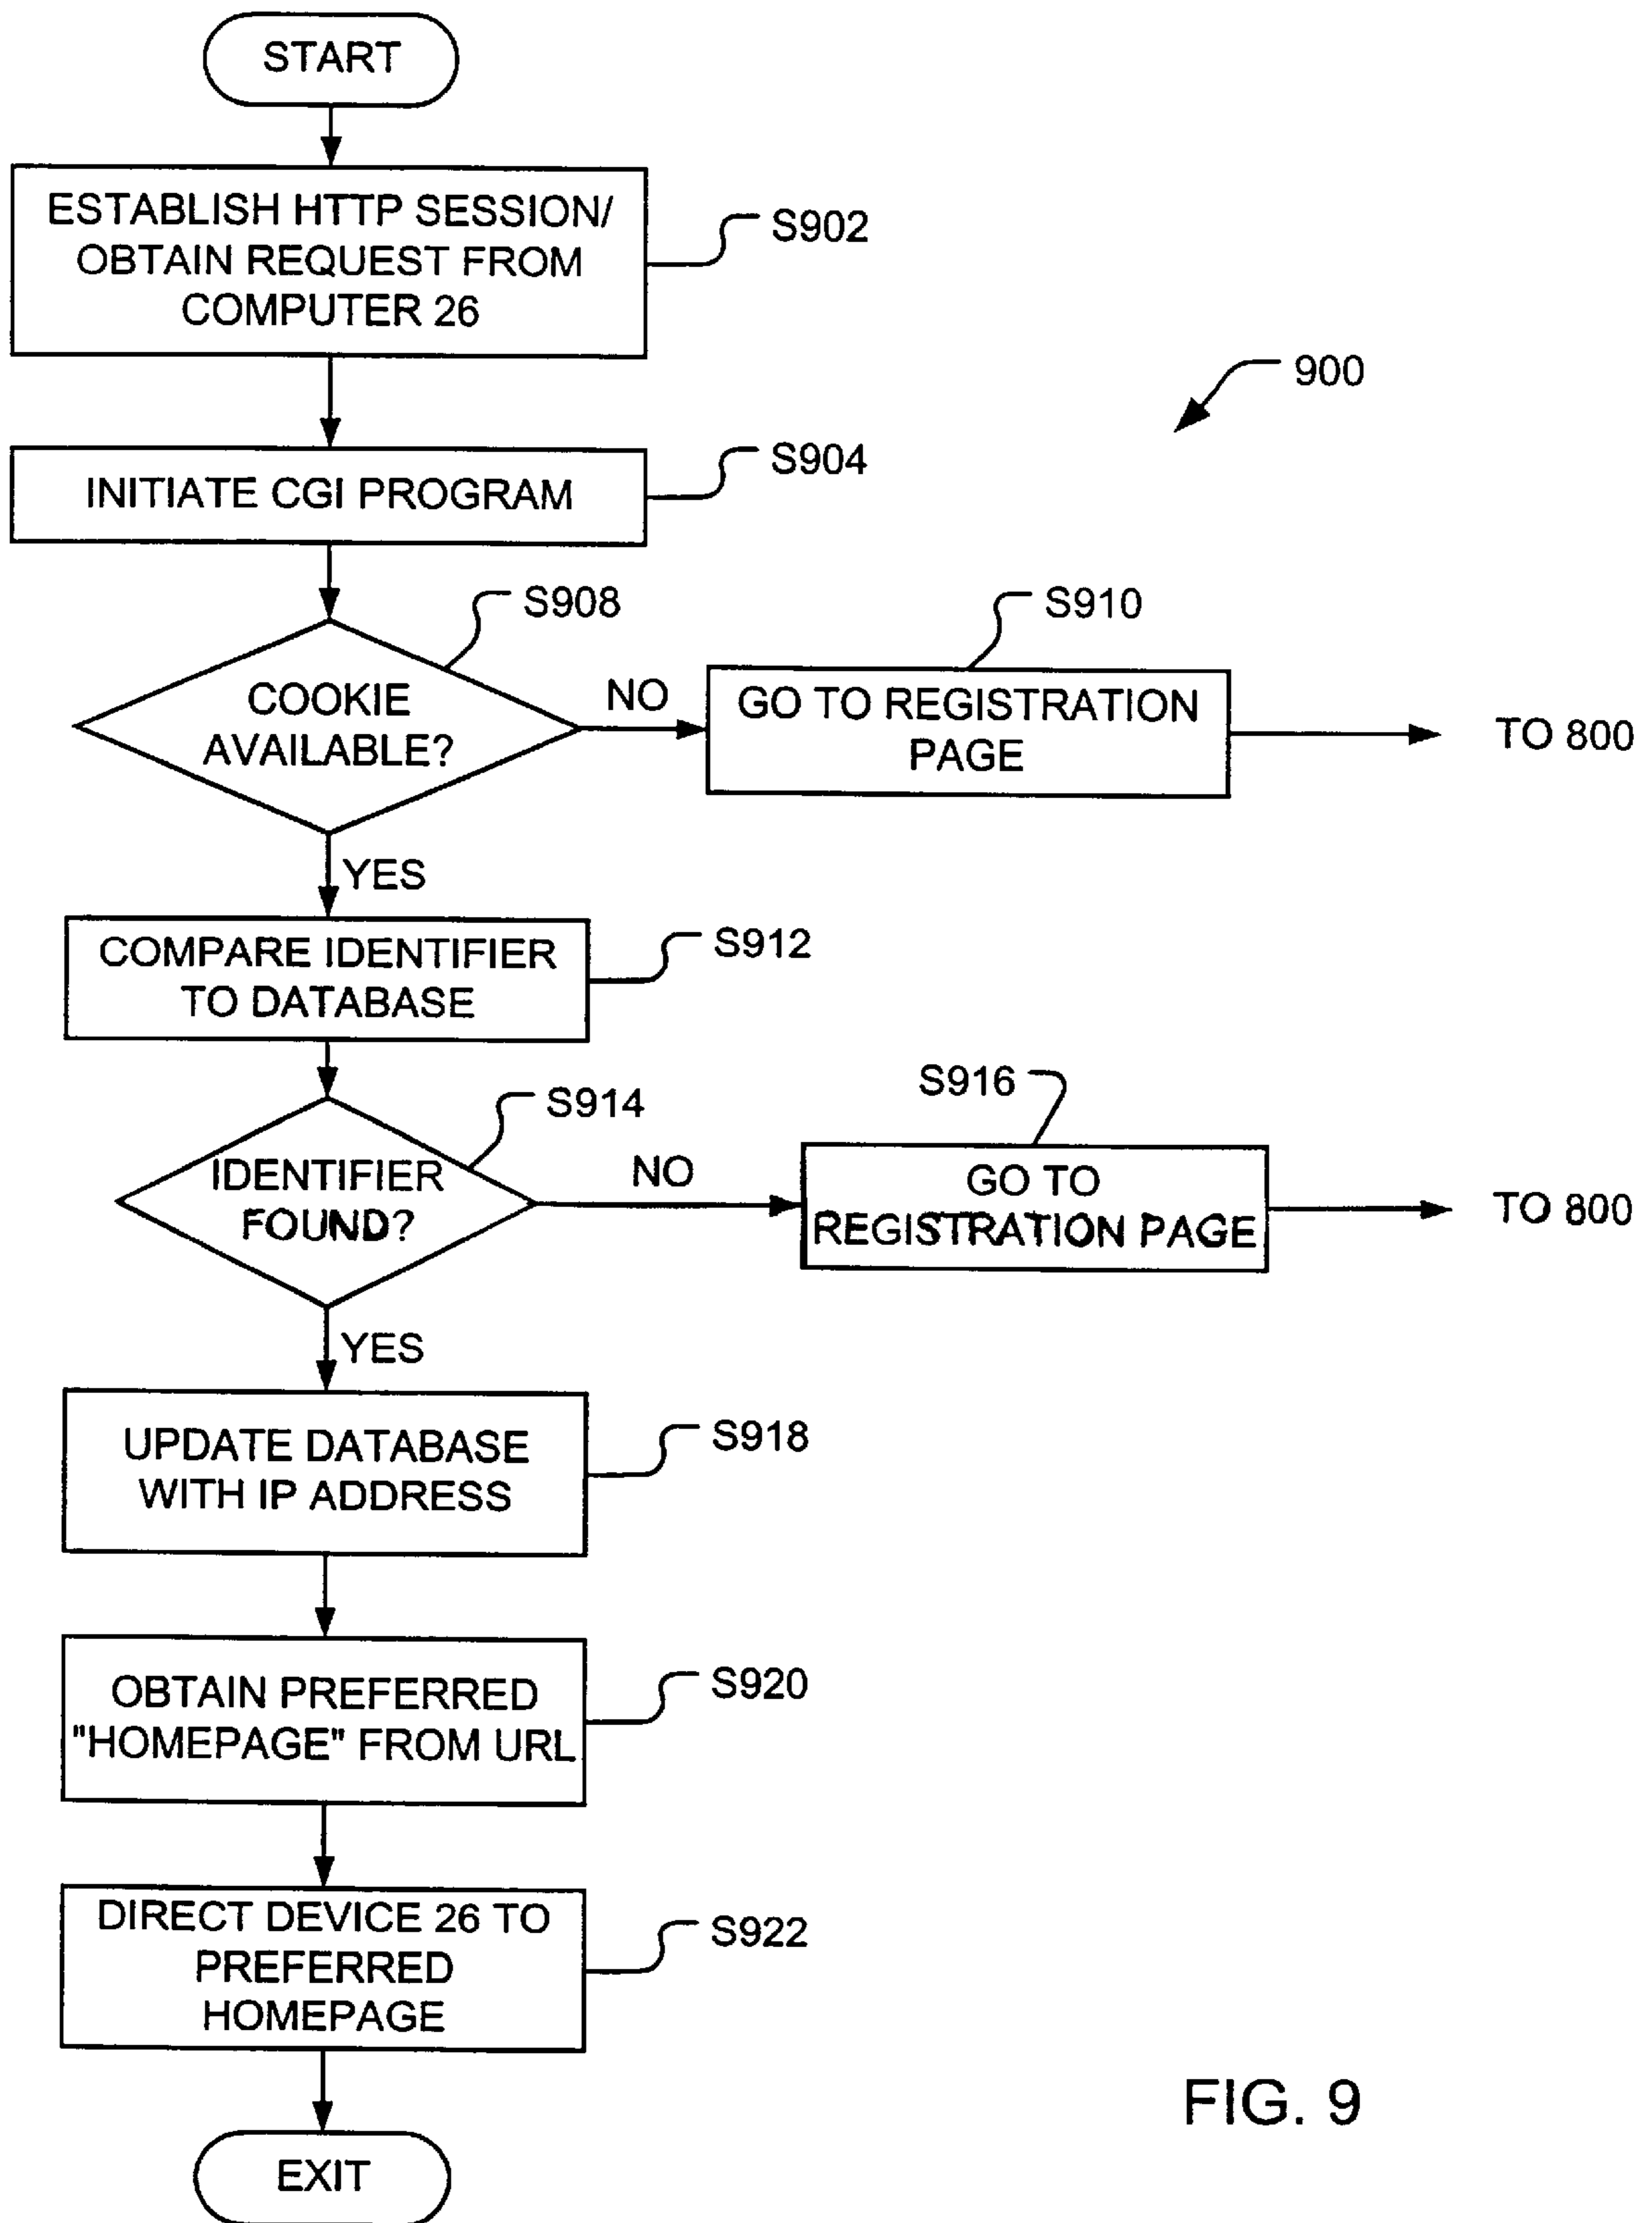 START
ESTABLISH HTTP SESSION/
OBTAIN REQUEST FROM
COMPUTER 26
S902
900
INITIATE CGI PROGRAM
S904
S908
COOKIE
AVAILABLE?
NO
S910
GO TO REGISTRATION
PAGE
TO 800
YES
COMPARE IDENTIFIER
TO DATABASE
S912
S914
IDENTIFIER
FOUND?
NO
S916
GO TO
REGISTRATION PAGE
TO 800
YES
UPDATE DATABASE
WITH IP ADDRESS
S918
OBTAIN PREFERRED
"HOMEPAGE" FROM URL
S920
DIRECT DEVICE 26 TO
PREFERRED
HOMEPAGE
S922
EXIT
FIG. 9